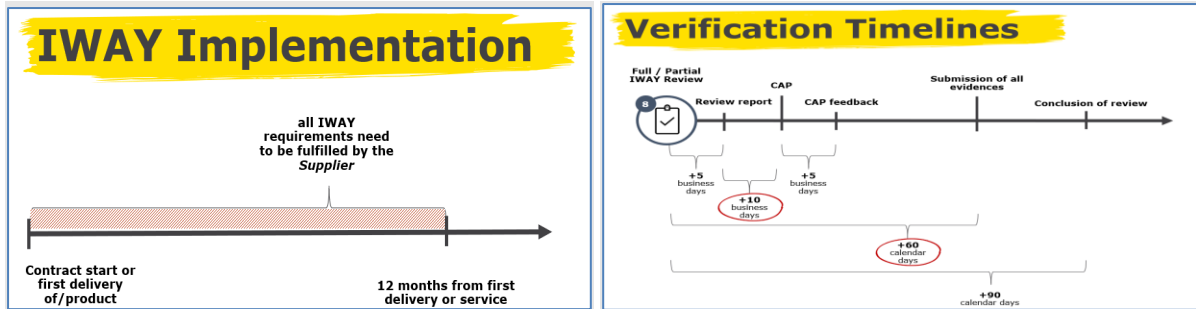 IWAY Implementation
all IWAY
requirements need
to be fulfilled by the
Supplier
Contract start or
first delivery
of/product
12 months from first
delivery or service
Verification Timelines
Full / Partial
IWAY Review
8
Review report
CAP
CAP feedback
Submission of all
evidences
Conclusion of review
+5
business
days
+10
business
days
+5
business
days
+60
calendar
days
+90
calendar days